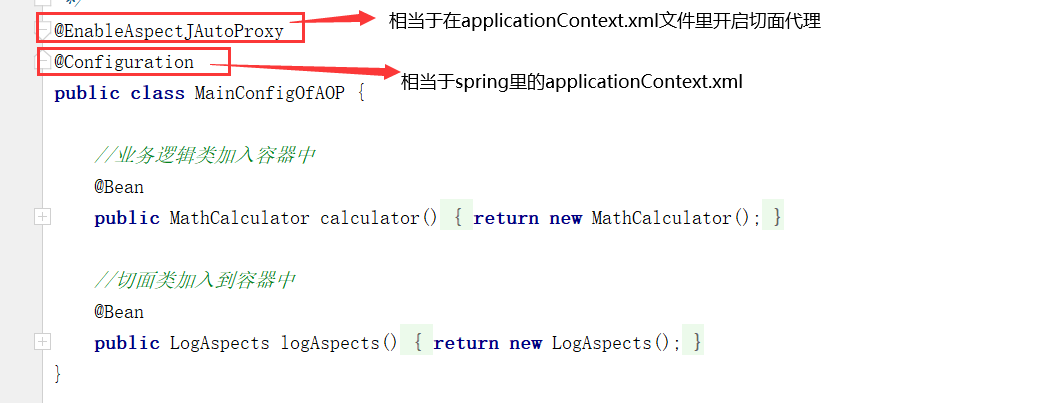 */
@EnableAspectJAutoProxy 相当于在applicationContext.xml文件里开启切面代理
@Configuration
相当于spring里的applicationContext.xml
public class MainConfigOfAOP {
//业务逻辑类加入容器中
@Bean
public MathCalculator calculator() { return new MathCalculator(); }
//切面类加入到容器中
@Bean
public LogAspects logAspects() { return new LogAspects(); }
}